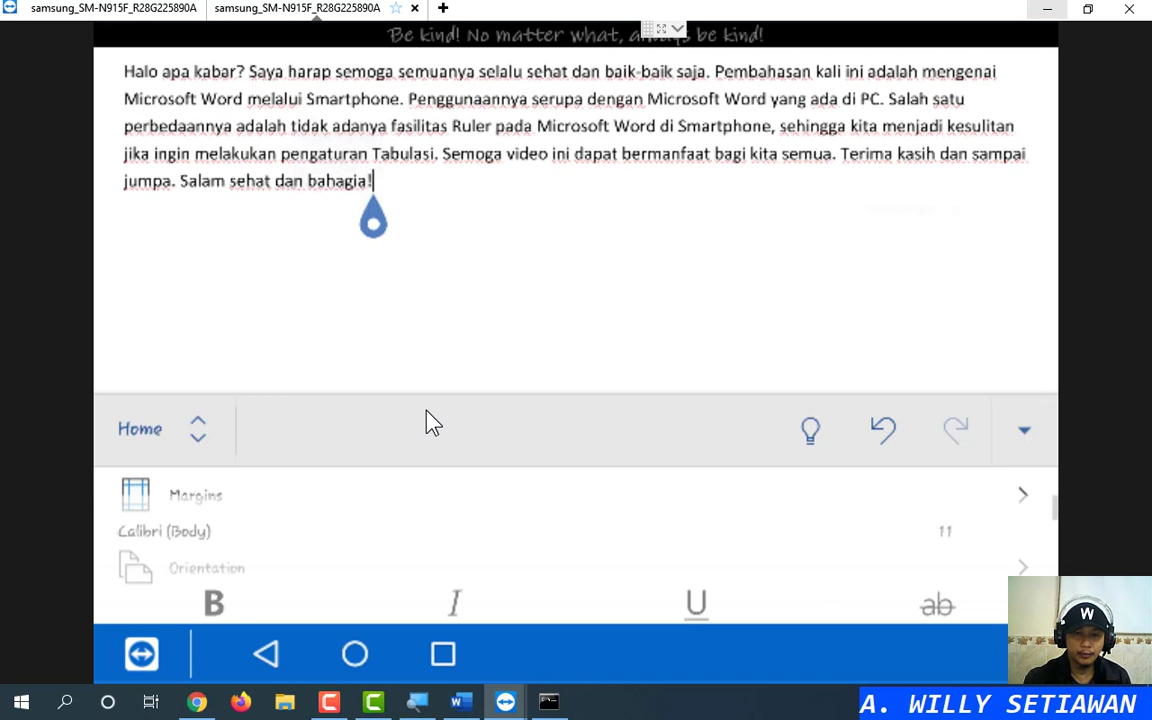 samsung_SM-N915F_R28G225890A samsung_SM-N915F_R28G225890A
Be kind! No matter what, always be kind!
Halo apa kabar? Saya harap semoga semuanya selalu sehat dan baik-baik saja. Pembahasan kali ini adalah mengenai
Microsoft Word melalui Smartphone. Penggunaannya serupa dengan Microsoft Word yang ada di PC. Salah satu
perbedaannya adalah tidak adanya fasilitas Ruler pada Microsoft Word di Smartphone, sehingga kita menjadi kesulitan
jika ingin melakukan pengaturan Tabulasi. Semoga video ini dapat bermanfaat bagi kita semua. Terima kasih dan sampai
jumpa. Salam sehat dan bahagia!
Home
Margins
Calibri (Body) 11
Orientation
B I U ab
W
A. WILLY SETIAWAN